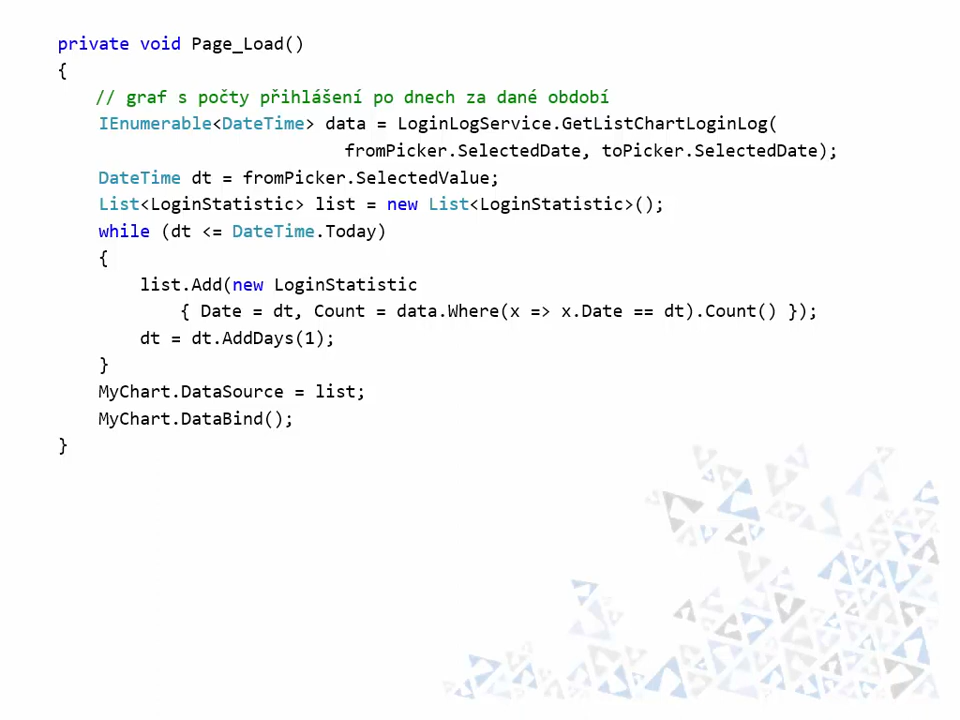 private void Page_Load()
{
// graf s počty přihlášení po dnech za dané období
IEnumerable<DateTime> data = LoginLogService.GetListChartLoginLog(
fromPicker.SelectedDate, toPicker.SelectedDate);
DateTime dt = fromPicker.SelectedValue;
List<LoginStatistic> list = new List<LoginStatistic>();
while (dt <= DateTime.Today)
{
list.Add(new LoginStatistic
{ Date = dt, Count = data.Where(x => x.Date == dt).Count() });
dt = dt.AddDays(1);
}
MyChart.DataSource = list;
MyChart.DataBind();
}